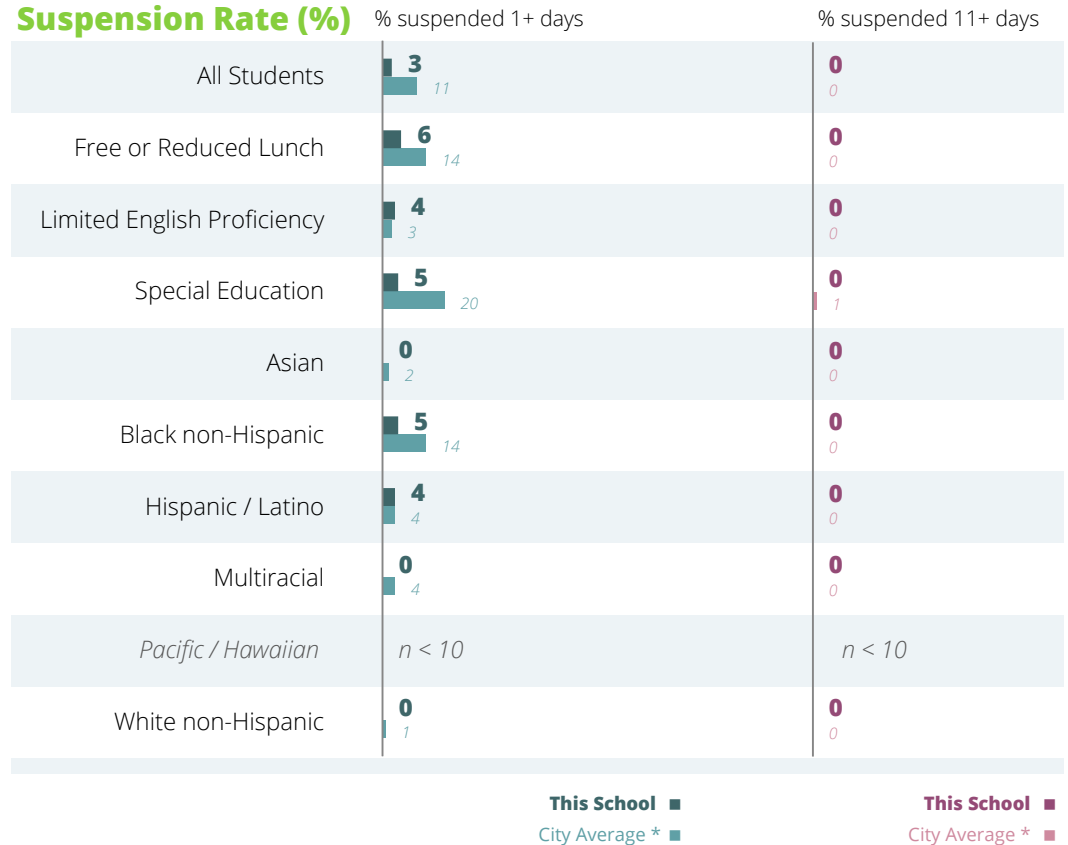 Suspension Rate (%) % suspended 1+ days % suspended 11+ days
All Students 3 0
11 0
Free or Reduced Lunch 6 0
14 0
Limited English Proficiency 4 0
3 0
Special Education 5 0
20 1
Asian 0 0
2 0
Black non-Hispanic 5 0
14 0
Hispanic / Latino 4 0
4 0
Multiracial 0 0
4 0
Pacific / Hawaiian n < 10 n < 10
White non-Hispanic 0 0
1 0
This School This School
City Average * City Average *